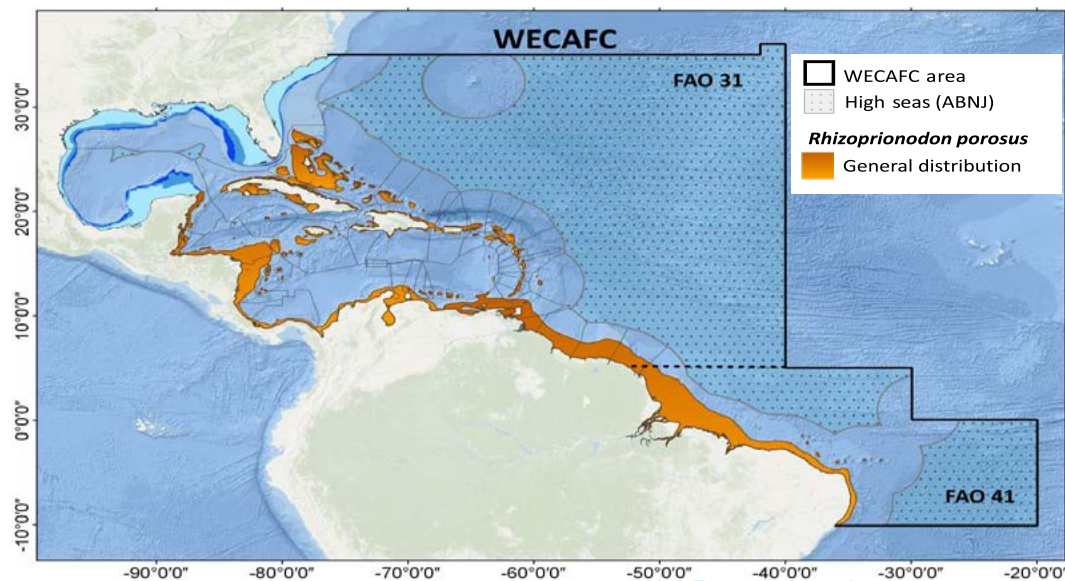 WECAFC
FAO 31
WECAFC area
High seas (ABNJ)
Rhizoprionodon porosus
General distribution
FAO 41
30°0'0"
20°0'0"
10°0'0"
0°0'0"
-10°0'0"
-90°0'0"
-80°0'0"
-70°0'0"
-60°0'0"
-50°0'0"
-40°0'0"
-30°0'0"
-20°0'0"